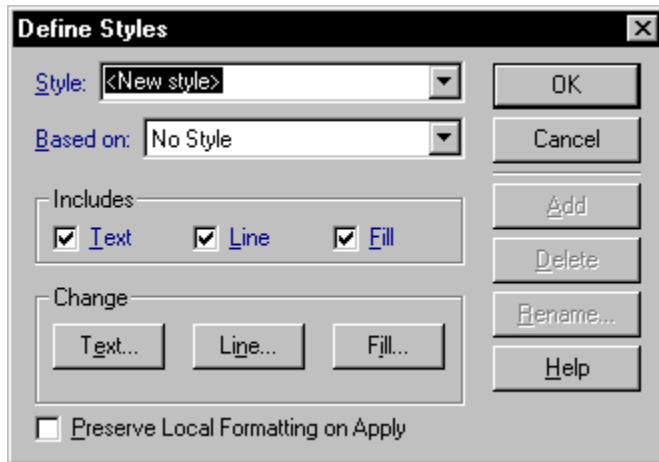 Define Styles
Style: <New style>
OK
Based on: No Style
Cancel
Includes
Text Line Fill
Add
Delete
Change
Text... Line... Fill...
Rename...
Help
Preserve Local Formatting on Apply